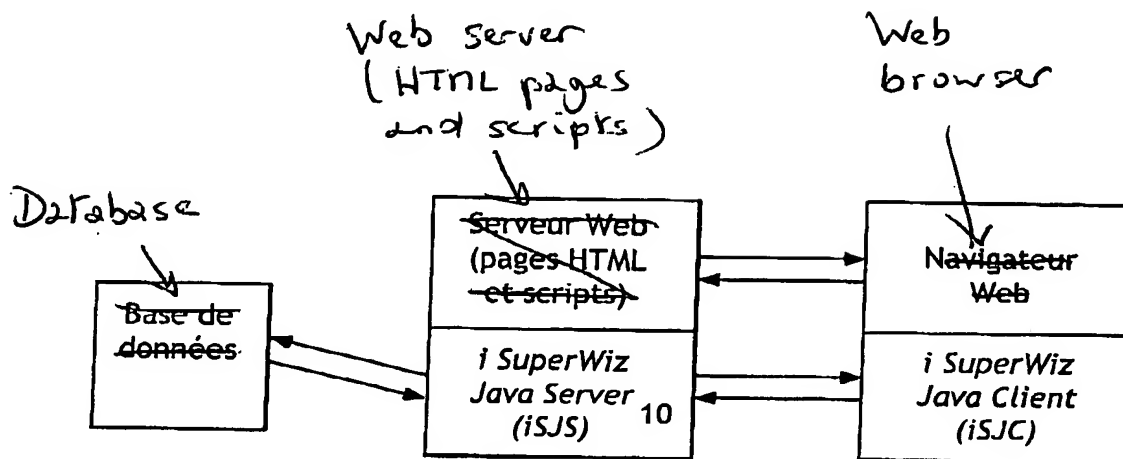 Web server
(HTML pages
and scripts)
Web
browser
Database
Serveur Web
(pages HTML
et scripts)
Navigateur
Web
Base de
données
i SuperWiz
Java Server
(iSJS)
10
i SuperWiz
Java Client
(iSJC)